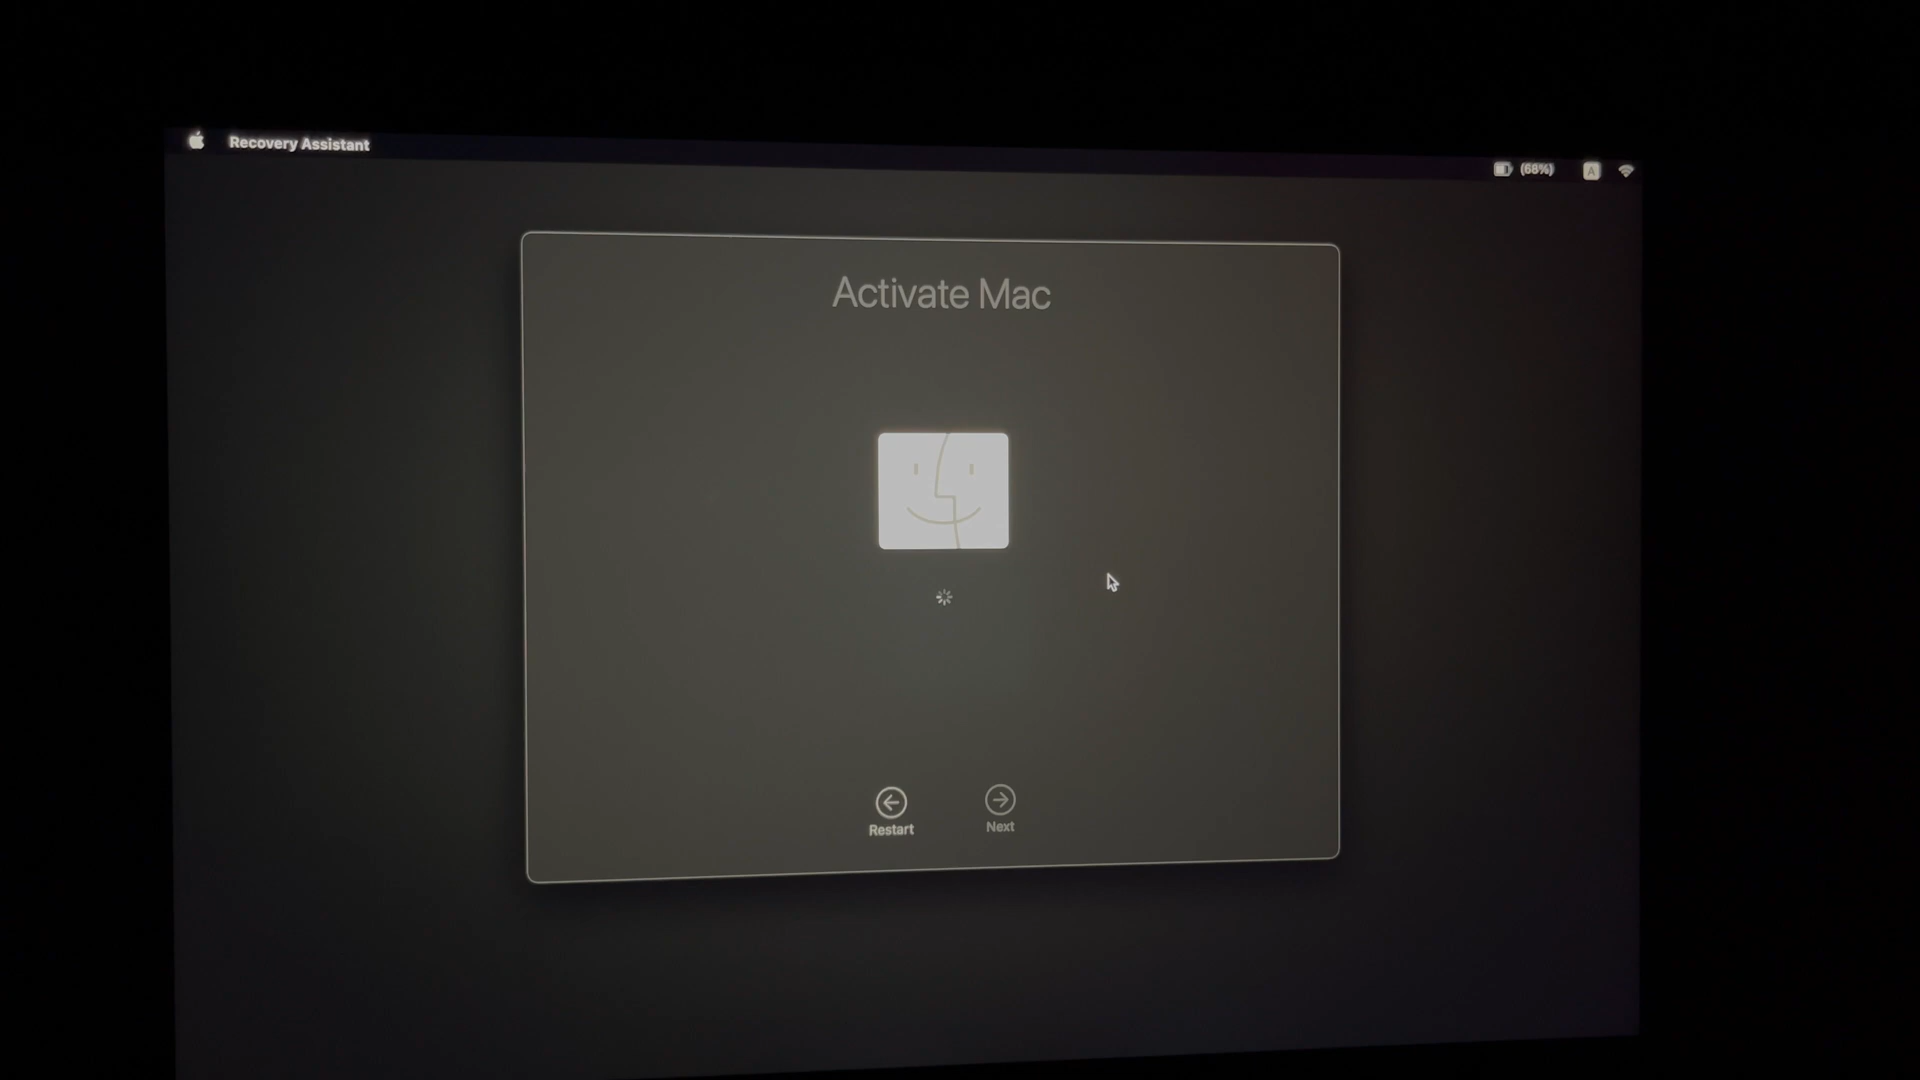 Recovery Assistant
(68%)
A
Activate Mac
Restart
Next